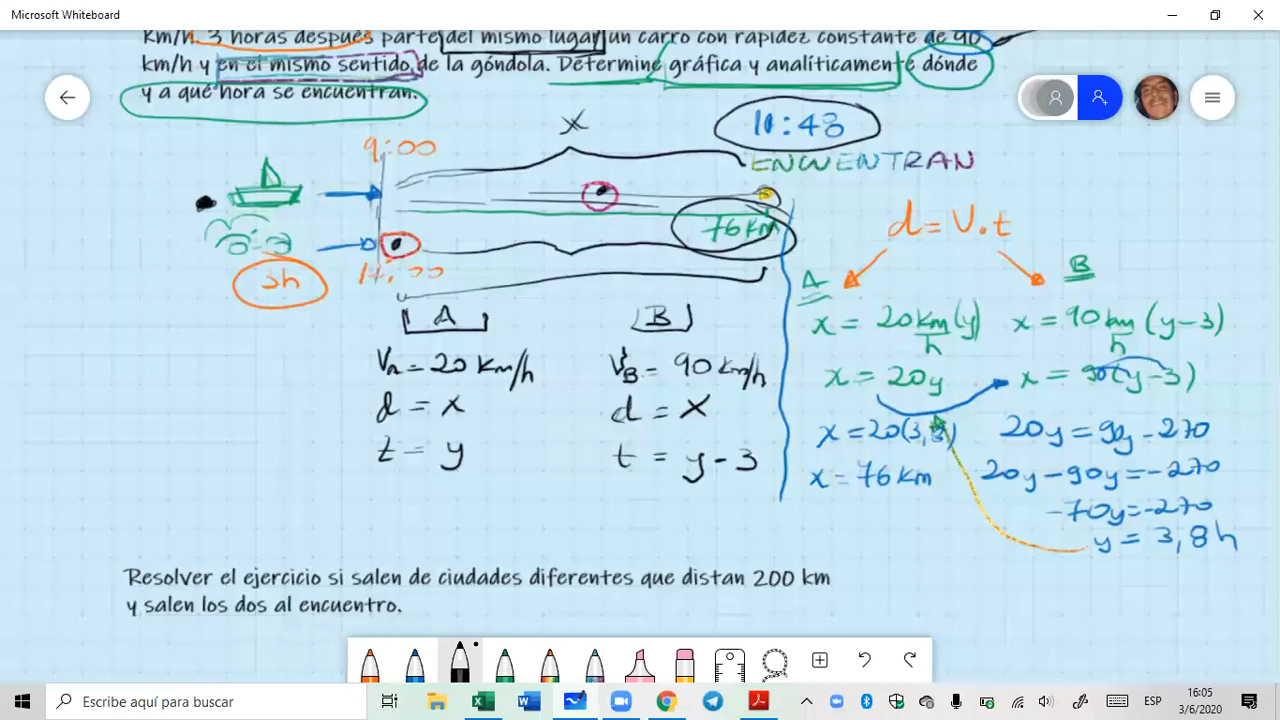 Microsoft Whiteboard
Km/h. 3 horas después parte del mismo lugar un carro con rapidez constante de 90
km/h y en el mismo sentido de la góndola. Determine gráfica y analíticamente dónde
y a qué hora se encuentran.
X
11:48
9:00
ENCUENTRAN
76 km
3h
d = V.t
A
B
A
B
x = 20 km/h (y)
x = 90 km/h (y-3)
VA = 20 Km/h
VB = 90 Km/h
x = 20y
x = 90(y-3)
d = x
d = X
x = 20(3,8)
20y = 90y - 270
t = y
t = y - 3
x = 76 km
20y - 90y = -270
-70y = -270
y = 3,8h
Resolver el ejercicio si salen de ciudades diferentes que distan 200 km
y salen los dos al encuentro.
Escribe aquí para buscar
ESP
16:05
3/6/2020